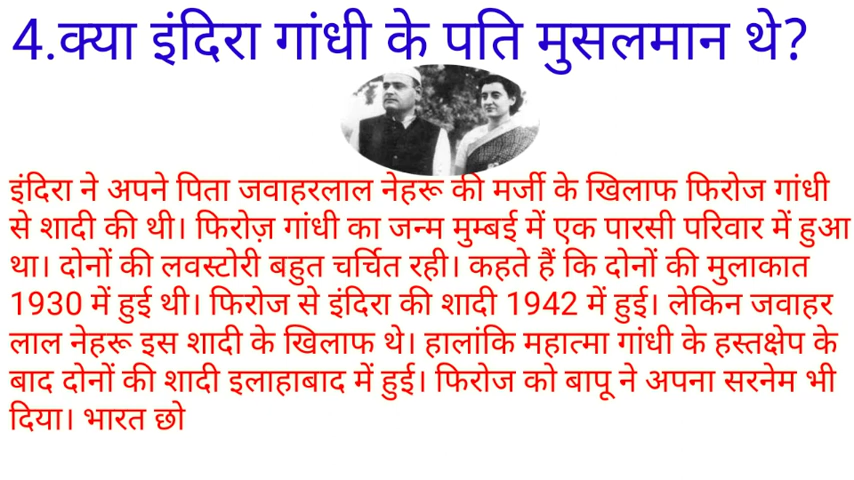 4.क्या इंदिरा गांधी के पति मुसलमान थे?
इंदिरा ने अपने पिता जवाहरलाल नेहरू की मर्जी के खिलाफ फिरोज गांधी
से शादी की थी। फिरोज़ गांधी का जन्म मुम्बई में एक पारसी परिवार में हुआ
था। दोनों की लवस्टोरी बहुत चर्चित रही। कहते हैं कि दोनों की मुलाकात
1930 में हुई थी। फिरोज से इंदिरा की शादी 1942 में हुई। लेकिन जवाहर
लाल नेहरू इस शादी के खिलाफ थे। हालांकि महात्मा गांधी के हस्तक्षेप के
बाद दोनों की शादी इलाहाबाद में हुई। फिरोज को बापू ने अपना सरनेम भी
दिया। भारत छो